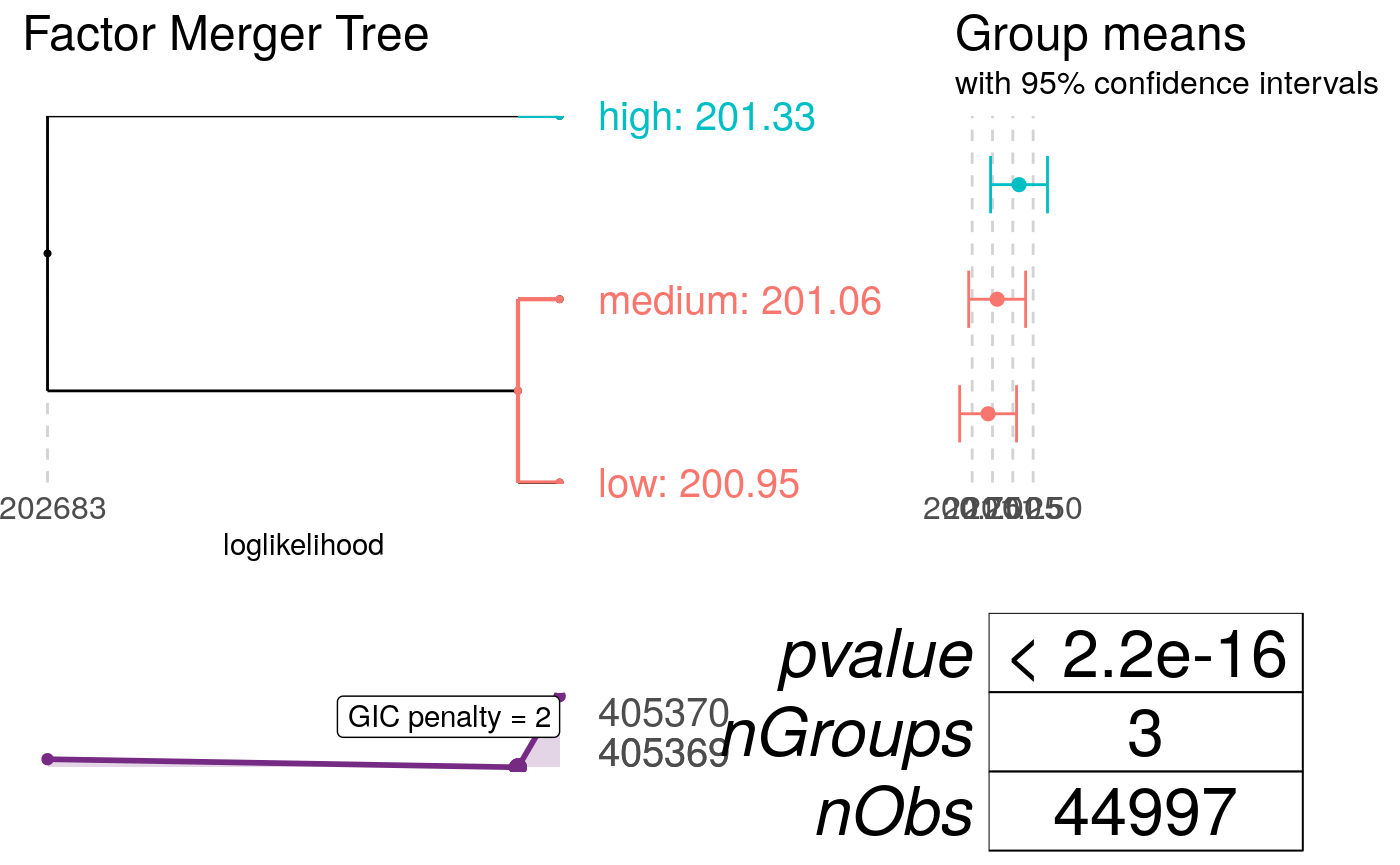 Factor Merger Tree
Group means
with 95% confidence intervals
high: 201.33
medium: 201.06
low: 200.95
202683
loglikelihood
GIC penalty = 2
405370
405369
pvalue < 2.2e-16
nGroups 3
nObs 44997